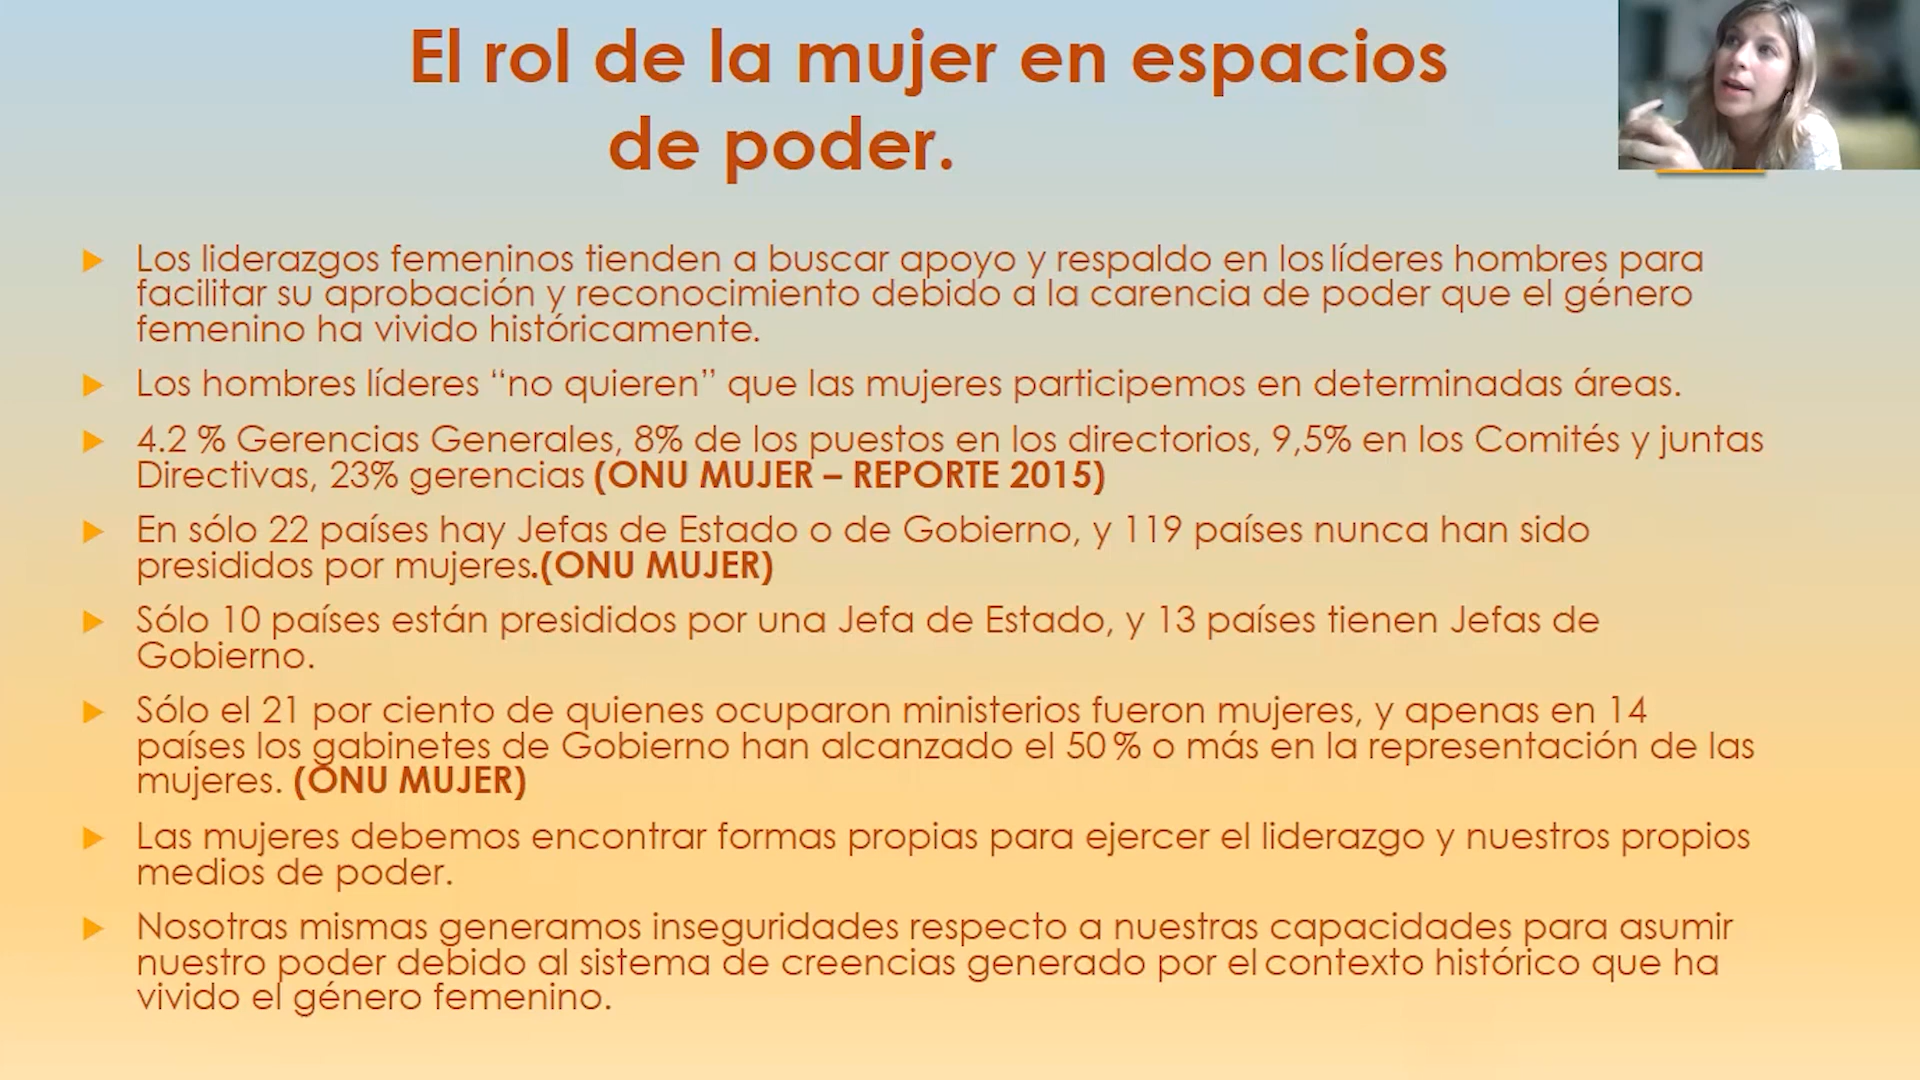 El rol de la mujer en espacios
de poder.
Los liderazgos femeninos tienden a buscar apoyo y respaldo en los líderes hombres para
facilitar su aprobación y reconocimiento debido a la carencia de poder que el género
femenino ha vivido históricamente.
Los hombres líderes “no quieren” que las mujeres participemos en determinadas áreas.
4.2 % Gerencias Generales, 8% de los puestos en los directorios, 9,5% en los Comités y juntas
Directivas, 23% gerencias (ONU MUJER – REPORTE 2015)
En sólo 22 países hay Jefas de Estado o de Gobierno, y 119 países nunca han sido
presididos por mujeres.(ONU MUJER)
Sólo 10 países están presididos por una Jefa de Estado, y 13 países tienen Jefas de
Gobierno.
Sólo el 21 por ciento de quienes ocuparon ministerios fueron mujeres, y apenas en 14
países los gabinetes de Gobierno han alcanzado el 50 % o más en la representación de las
mujeres. (ONU MUJER)
Las mujeres debemos encontrar formas propias para ejercer el liderazgo y nuestros propios
medios de poder.
Nosotras mismas generamos inseguridades respecto a nuestras capacidades para asumir
nuestro poder debido al sistema de creencias generado por el contexto histórico que ha
vivido el género femenino.